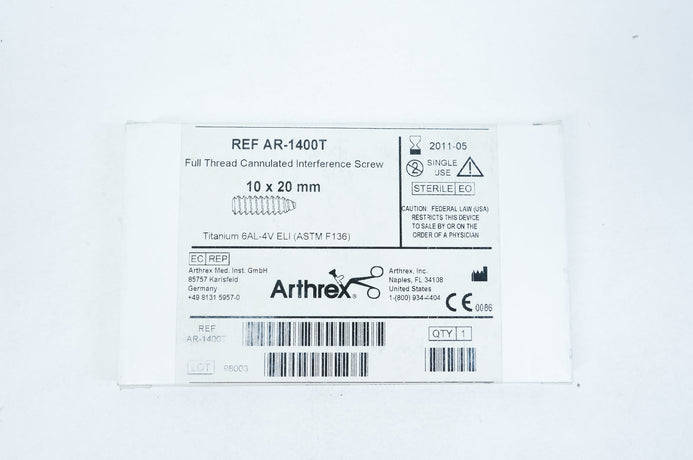 REF AR-1400T
Full Thread Cannulated Interference Screw
10 x 20 mm
Titanium 6AL-4V ELI (ASTM F136)
2011-05
2
SINGLE
USE
STERILE EO
CAUTION: FEDERAL LAW (USA)
RESTRICTS THIS DEVICE
TO SALE BY OR ON THE
ORDER OF A PHYSICIAN
EC REP
Arthrex Med. Inst. GmbH
85757 Karlsfeld
Germany
+49 8131 5957-0
Arthrex®
Arthrex, Inc.
Naples, FL 34108
United States
1-(800) 934-4404
CE 0086
REF
AR-1400T
QTY 1
LOT 98003